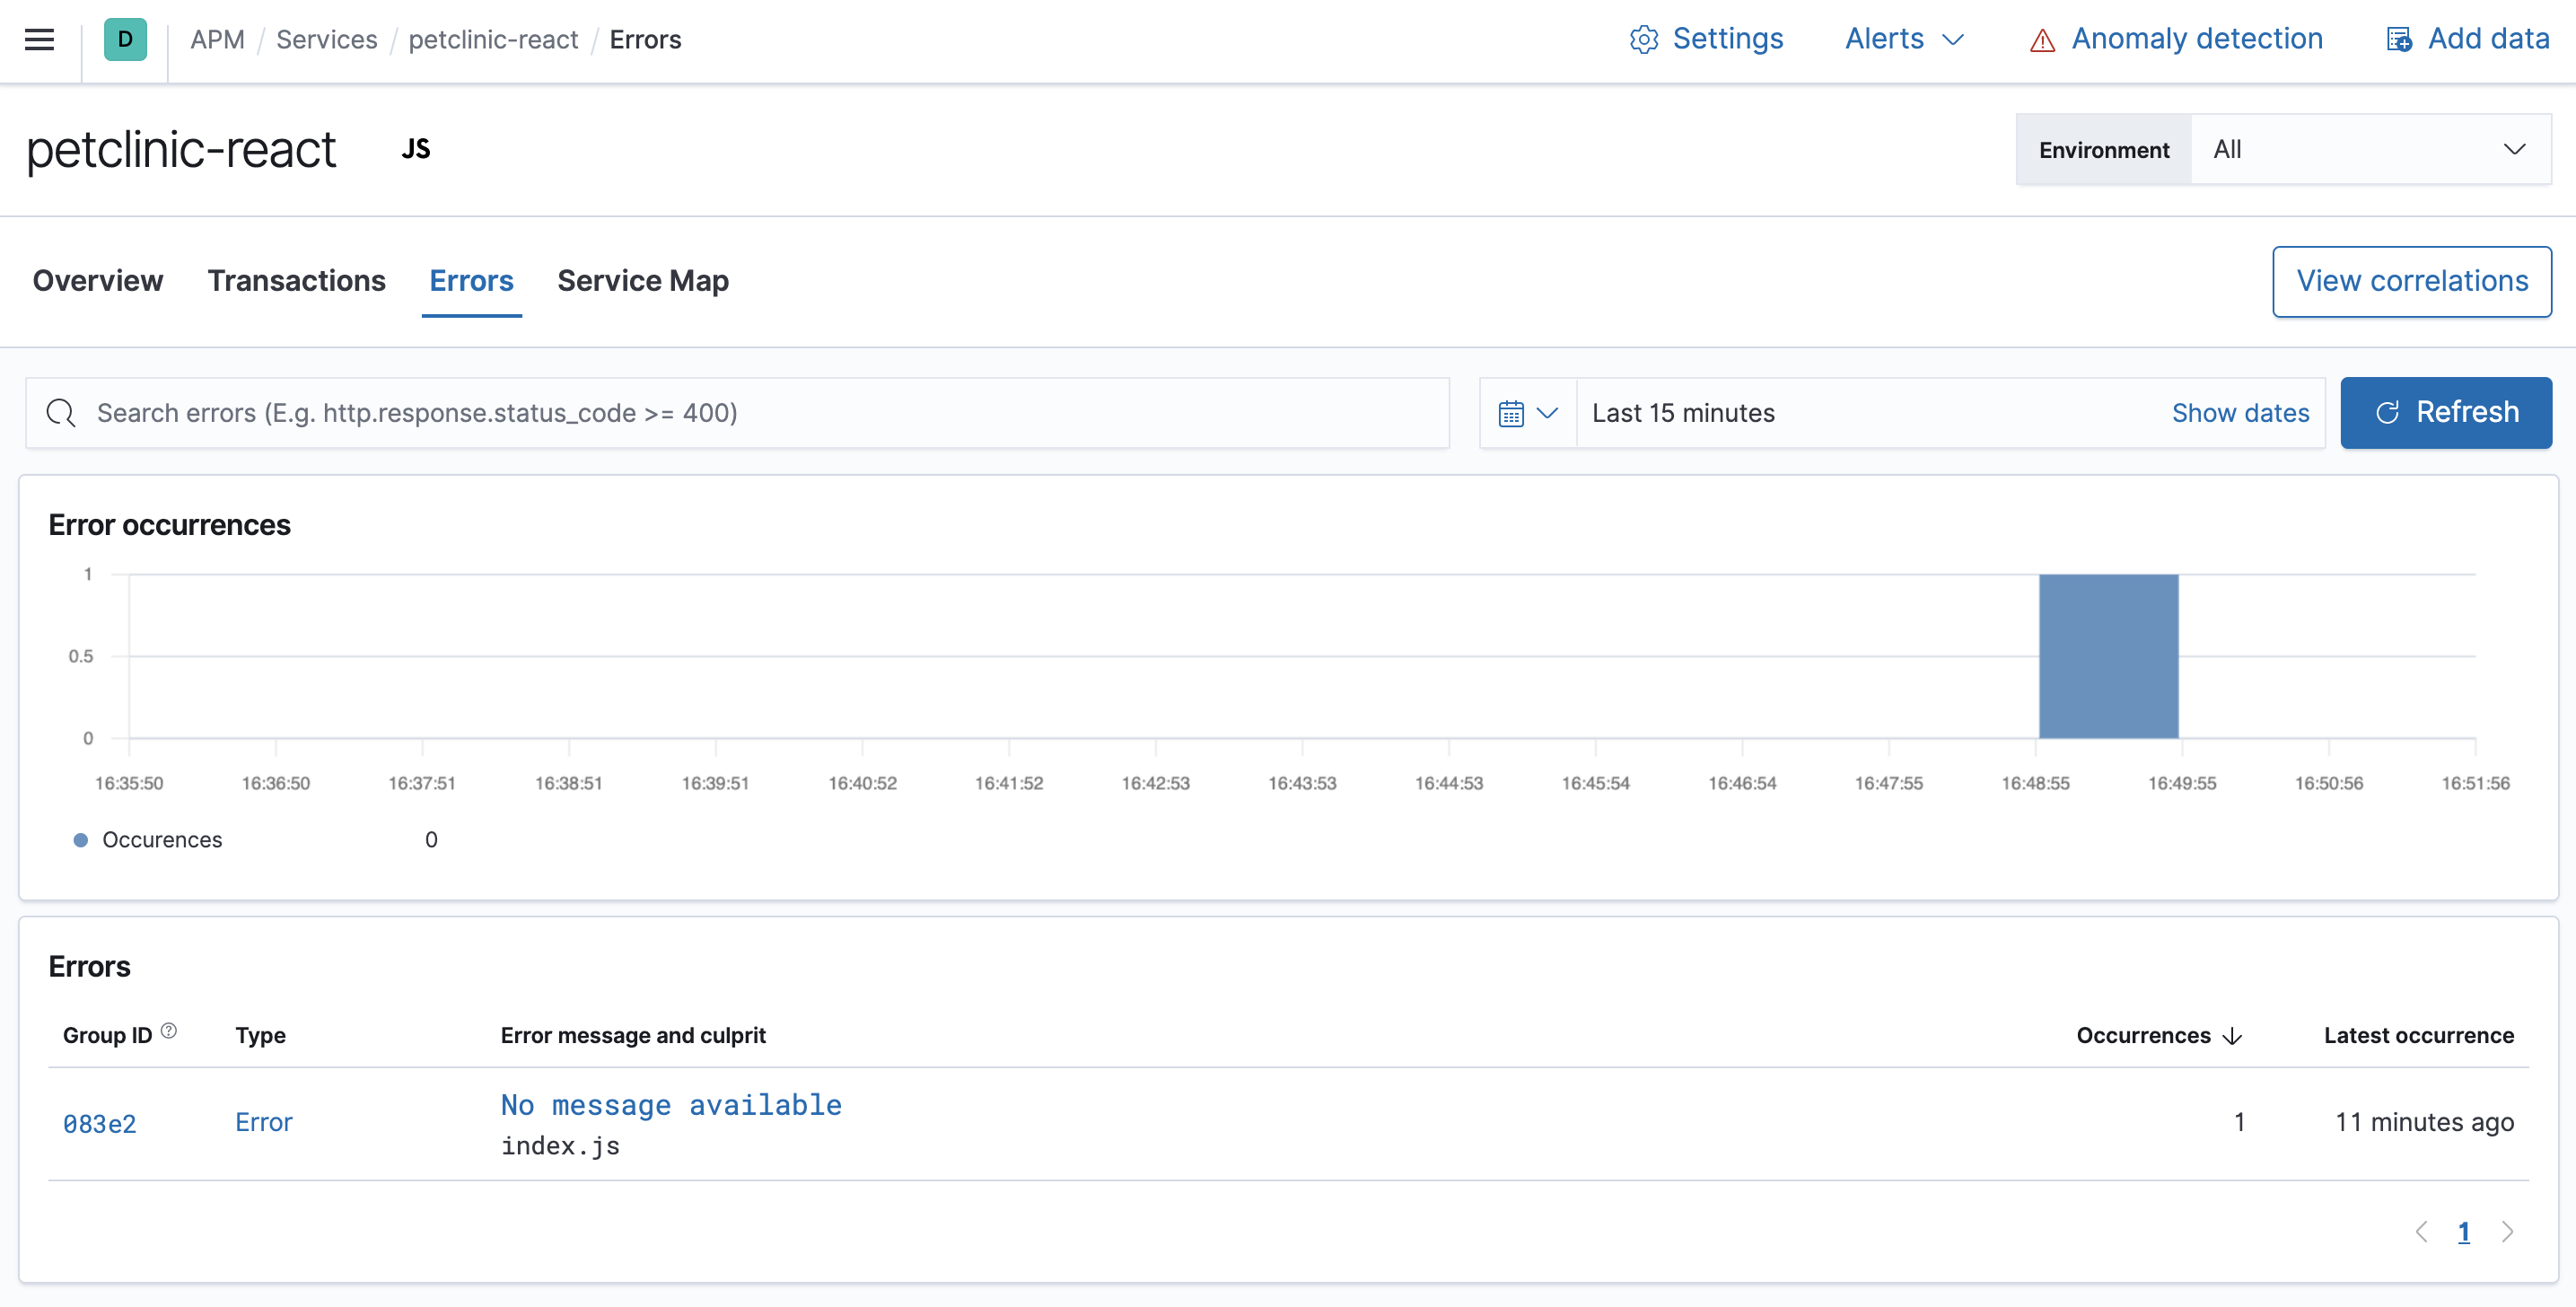 D APM / Services / petclinic-react / Errors Settings Alerts Anomaly detection Add data
petclinic-react JS Environment All
Overview Transactions Errors Service Map View correlations
Search errors (E.g. http.response.status_code >= 400) Last 15 minutes Show dates Refresh
Error occurrences
1
0.5
0
16:35:50 16:36:50 16:37:51 16:38:51 16:39:51 16:40:52 16:41:52 16:42:53 16:43:53 16:44:53 16:45:54 16:46:54 16:47:55 16:48:55 16:49:55 16:50:56 16:51:56
Occurences 0
Errors
Group ID Type Error message and culprit Occurrences Latest occurrence
083e2 Error No message available 1 11 minutes ago
index.js
1